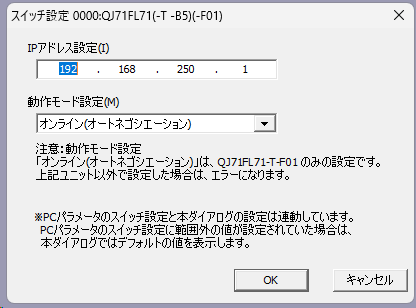 スイッチ設定 0000:QJ71FL71(-T -B5)(-F01)
IPアドレス設定(I)
192 . 168 . 250 . 1
動作モード設定(M)
オンライン(オートネゴシエーション)
注意:動作モード設定
「オンライン(オートネゴシエーション)」は、QJ71FL71-T-F01のみの設定です。
上記ユニット以外で設定した場合は、エラーになります。
※PCパラメータのスイッチ設定と本ダイアログの設定は連動しています。
PCパラメータのスイッチ設定に範囲外の値が設定されていた場合は、
本ダイアログではデフォルトの値を表示します。
OK キャンセル